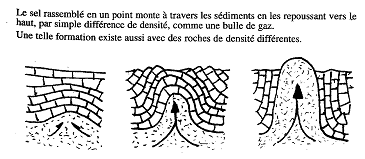 Le sel rassemblé en un point monte à travers les sédiments en les repoussant vers le
haut, par simple différence de densité, comme une bulle de gaz.
Une telle formation existe aussi avec des roches de densité différentes.